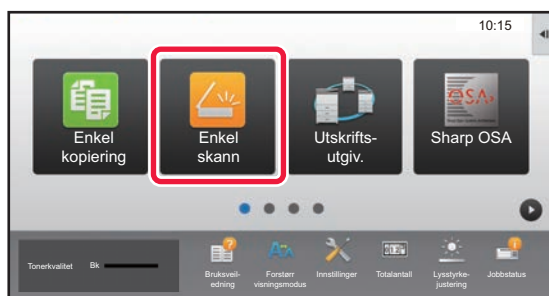 10:15
Enkel
kopiering
Enkel
skann
Utskrifts-
utgiv.
OSA
Sharp OSA
Tonerkvalitet
Bk
Bruksveil-
edning
Forstørr
visningsmodus
Innstillinger
Totalantall
Lysstyrke-
justering
Jobbstatus